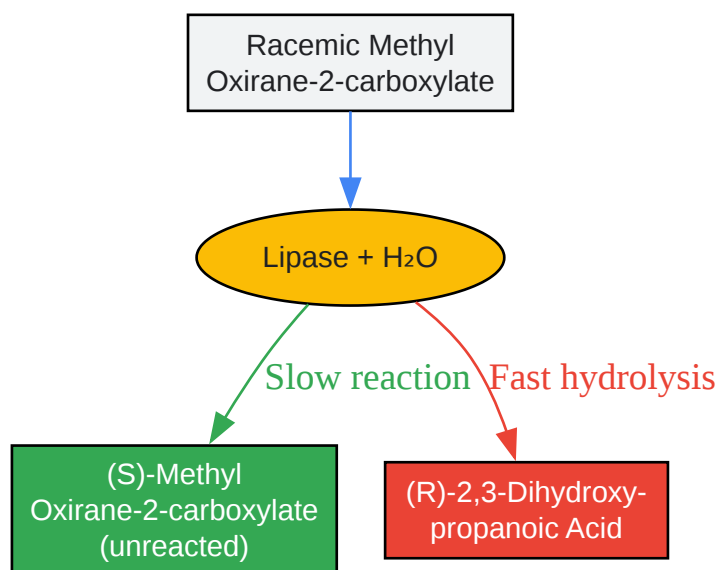 Racemic Methyl
Oxirane-2-carboxylate
Lipase + H₂O
Slow reaction
Fast hydrolysis
(S)-Methyl
Oxirane-2-carboxylate
(unreacted)
(R)-2,3-Dihydroxy-
propanoic Acid